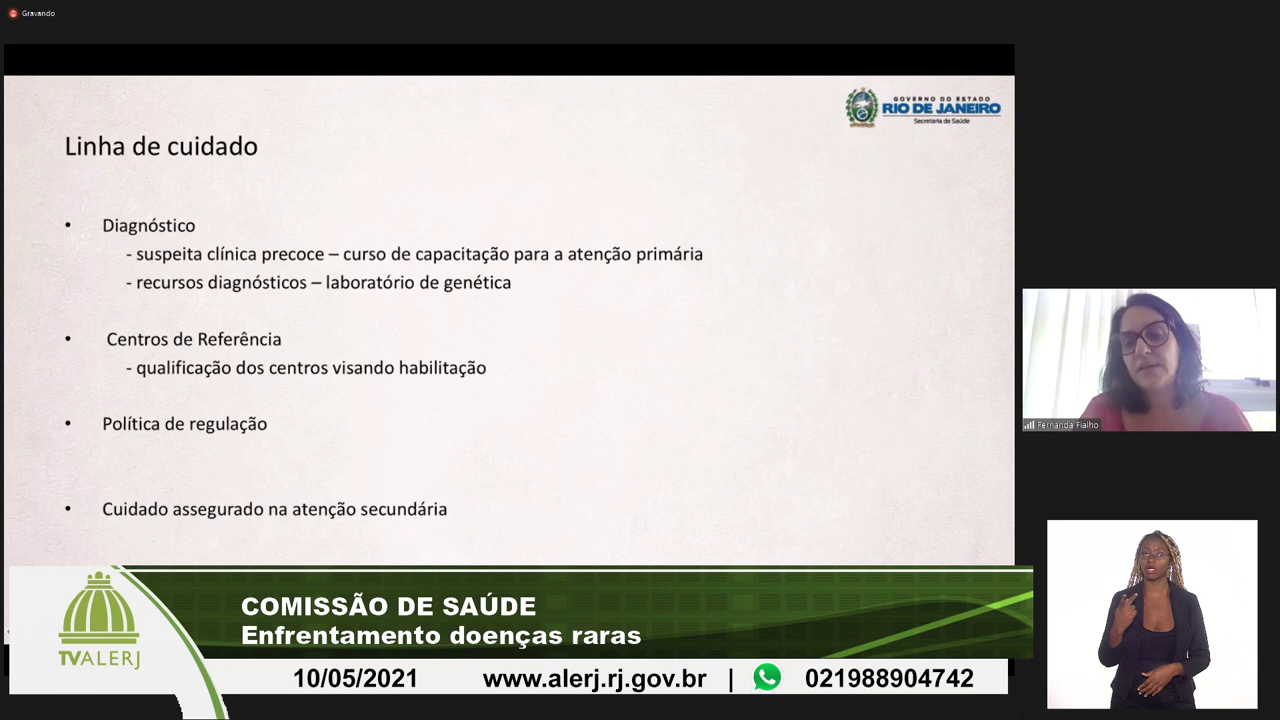 Gravando
GOVERNO DO ESTADO
RIO DE JANEIRO
Secretaria de Saúde
Linha de cuidado
• Diagnóstico
- suspeita clínica precoce – curso de capacitação para a atenção primária
- recursos diagnósticos – laboratório de genética
• Centros de Referência
- qualificação dos centros visando habilitação
• Política de regulação
• Cuidado assegurado na atenção secundária
Fernanda Fialho
COMISSÃO DE SAÚDE
Enfrentamento doenças raras
TVALERJ
10/05/2021 www.alerj.rj.gov.br | 021988904742